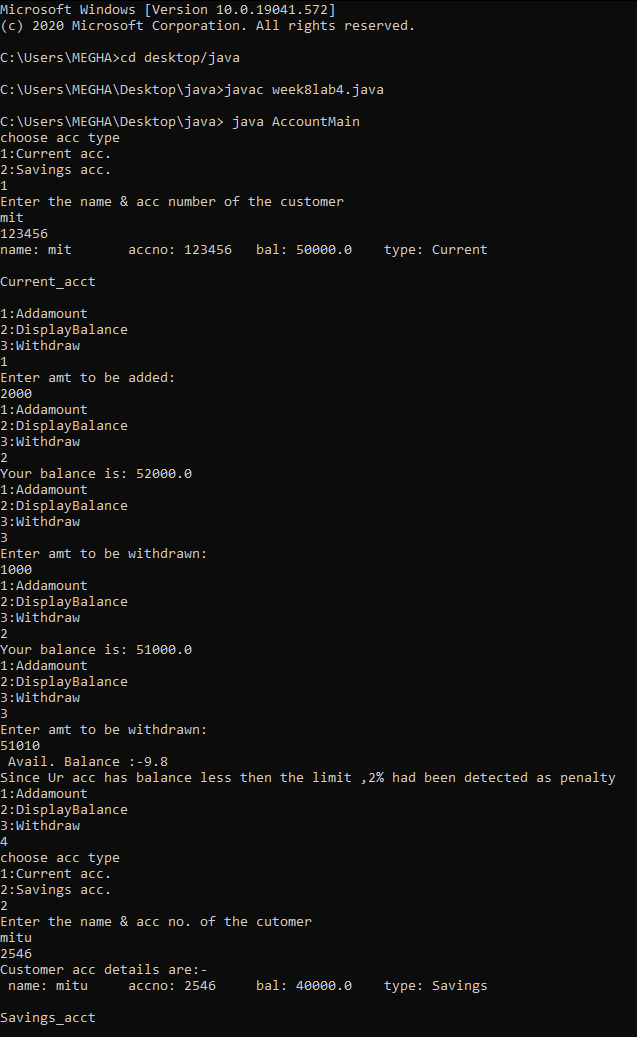 Microsoft Windows [Version 10.0.19041.572]
(c) 2020 Microsoft Corporation. All rights reserved.
C:\Users\MEGHA>cd desktop/java
C:\Users\MEGHA\Desktop\java>javac week8lab4.java
C:\Users\MEGHA\Desktop\java> java AccountMain
choose acc type
1:Current acc.
2:Savings acc.
1
Enter the name & acc number of the customer
mit
123456
name: mit       accno: 123456   bal: 50000.0    type: Current
Current_acct
1:Addamount
2:DisplayBalance
3:Withdraw
1
Enter amt to be added:
2000
1:Addamount
2:DisplayBalance
3:Withdraw
2
Your balance is: 52000.0
1:Addamount
2:DisplayBalance
3:Withdraw
3
Enter amt to be withdrawn:
1000
1:Addamount
2:DisplayBalance
3:Withdraw
2
Your balance is: 51000.0
1:Addamount
2:DisplayBalance
3:Withdraw
3
Enter amt to be withdrawn:
51010
 Avail. Balance :-9.8
Since Ur acc has balance less then the limit ,2% had been detected as penalty
1:Addamount
2:DisplayBalance
3:Withdraw
4
choose acc type
1:Current acc.
2:Savings acc.
2
Enter the name & acc no. of the cutomer
mitu
2546
Customer acc details are:-
 name: mitu     accno: 2546     bal: 40000.0    type: Savings
Savings_acct